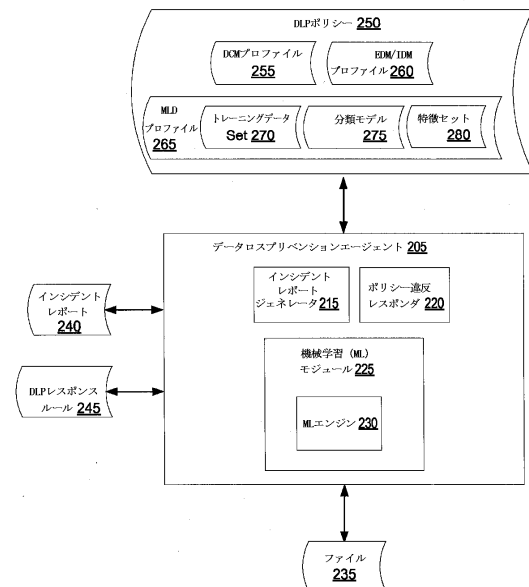 DLPポリシー 250
DCMプロファイル
255
EDM/IDM
プロファイル 260
MLD
プロファイル
265
トレーニングデータ
Set 270
分類モデル
275
特徴セット
280
データロスプリベンションエージェント 205
インシデント
レポート
ジェネレータ 215
ポリシー違反
レスポンダ 220
インシデント
レポート
240
機械学習(ML)
モジュール 225
DLPレスポンス
ルール 245
MLエンジン 230
ファイル
235